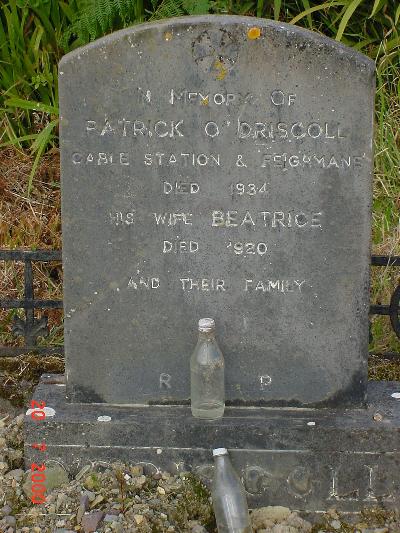 IN MEMORY OF
PATRICK O'DRISCOLL
CABLE STATION & FEIGHMANE
DIED 1934
HIS WIFE BEATRICE
DIED 1920
AND THEIR FAMILY
R P
20 7 2009